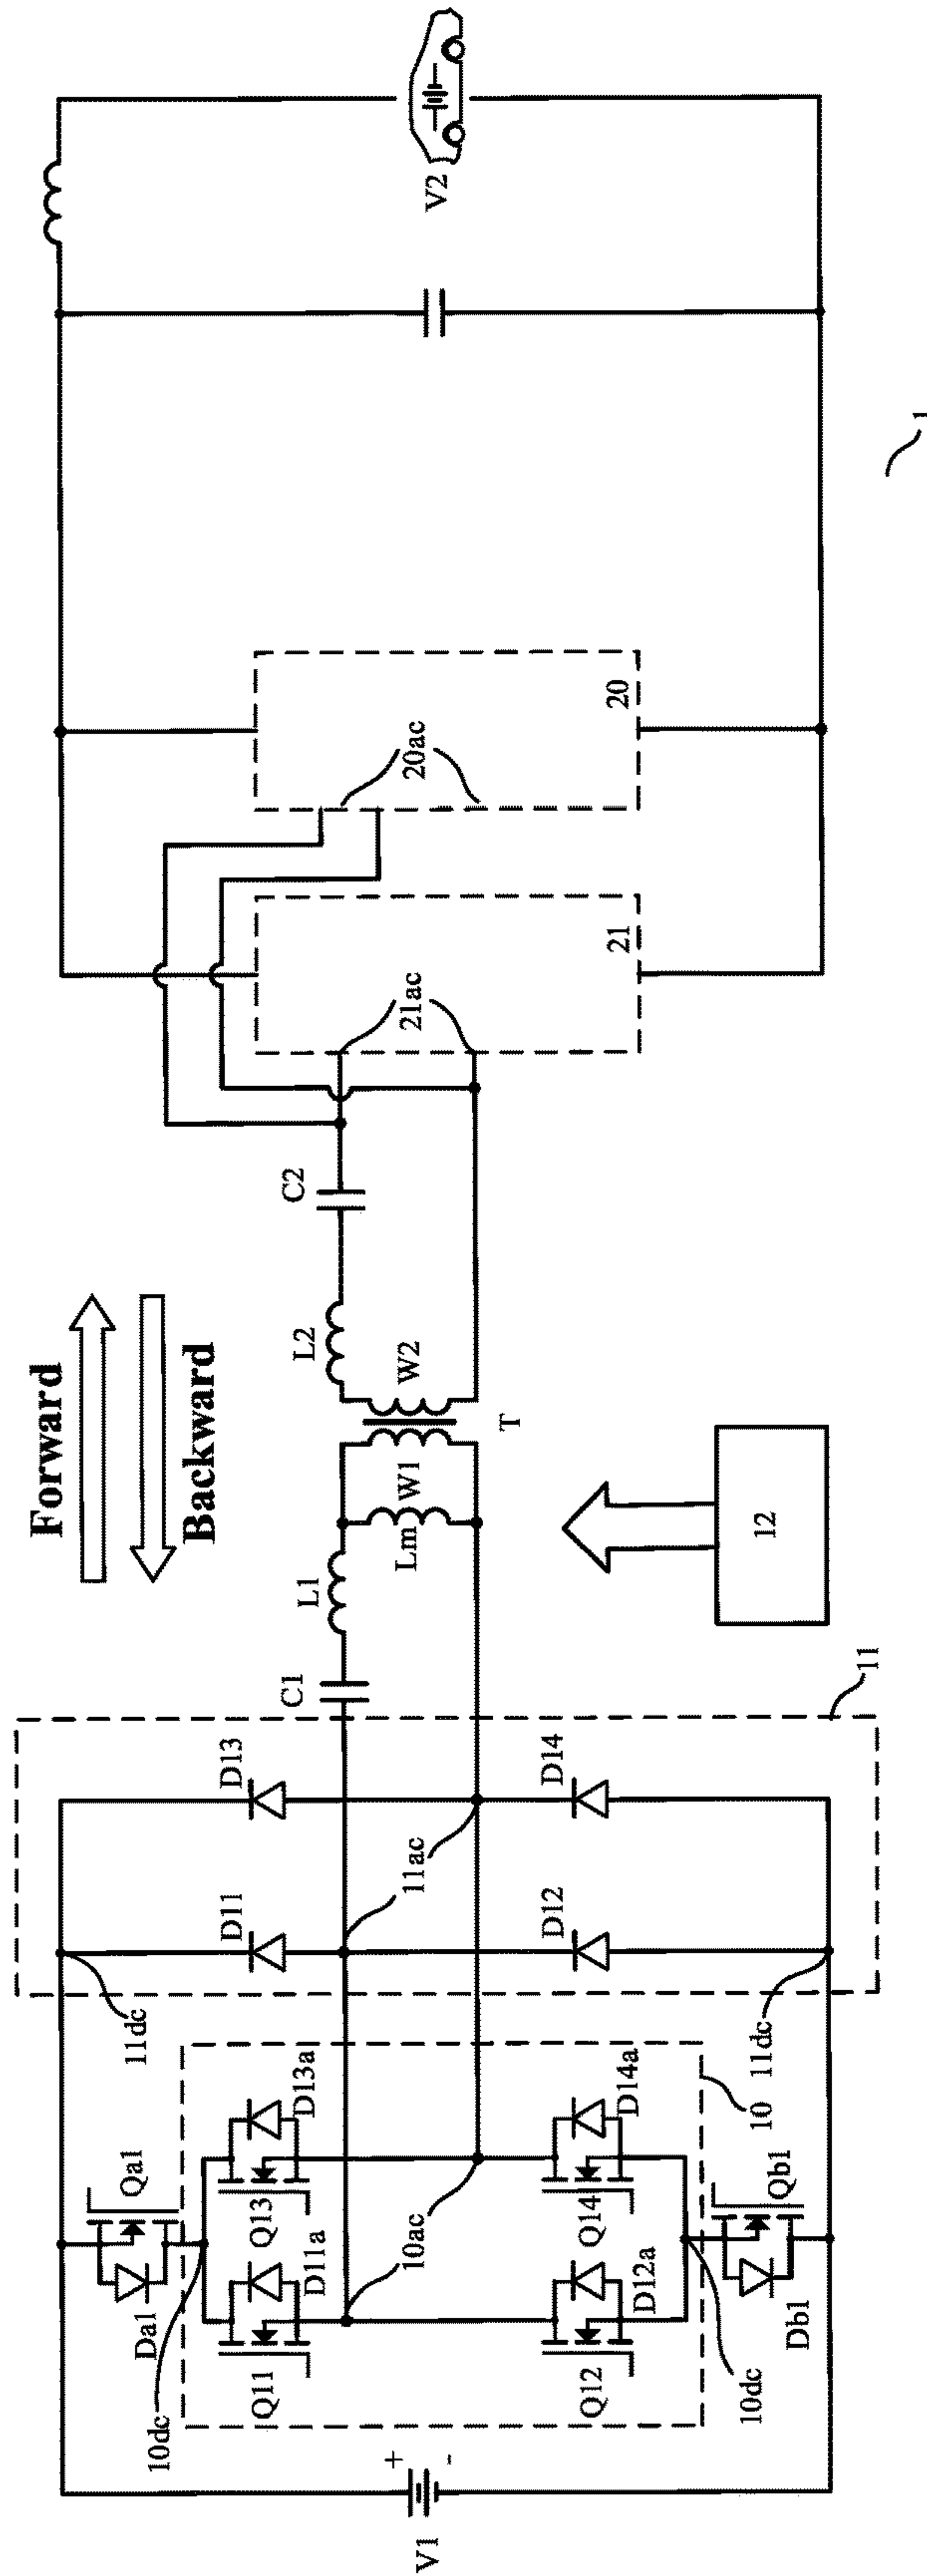 Forward
Backward
V1
+
-
10dc
Da1
Qa1
Q11
D11a
Q13
D13a
10ac
Q12
D12a
Q14
D14a
10dc
Db1
Qb1
10
11dc
D11
D13
11ac
D12
D14
11dc
11
C1
L1
Lm
W1
W2
T
L2
C2
12
21ac
21
20ac
20
V2
1